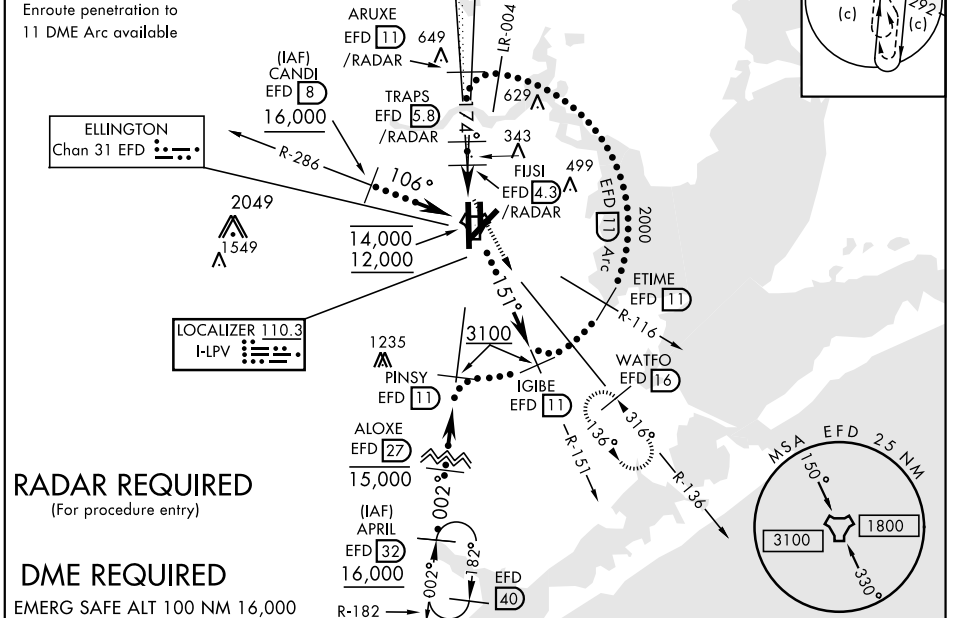 Enroute penetration to
11 DME Arc available
ARUXE
EFD 11
/RADAR
649
LR-004
292
(c)
(c)
(IAF)
CANDI
EFD 8
16,000
TRAPS
EFD 5.8
/RADAR
629
174°
343
ELLINGTON
Chan 31 EFD
R-286
106°
FIJSI
EFD 4.3
/RADAR
499
EFD 11 Arc
2000
2049
1549
14,000
12,000
151°
ETIME
EFD 11
R-116
LOCALIZER 110.3
I-LPV
1235
3100
PINSY
EFD 11
IGIBE
EFD 11
WATFO
EFD 16
316°
136°
R-151
R-136
ALOXE
EFD 27
15,000
002°
MSA EFD 25 NM
150°
3100
1800
330°
RADAR REQUIRED
(For procedure entry)
(IAF)
APRIL
EFD 32
16,000
002°
182°
EFD
40
DME REQUIRED
EMERG SAFE ALT 100 NM 16,000
R-182